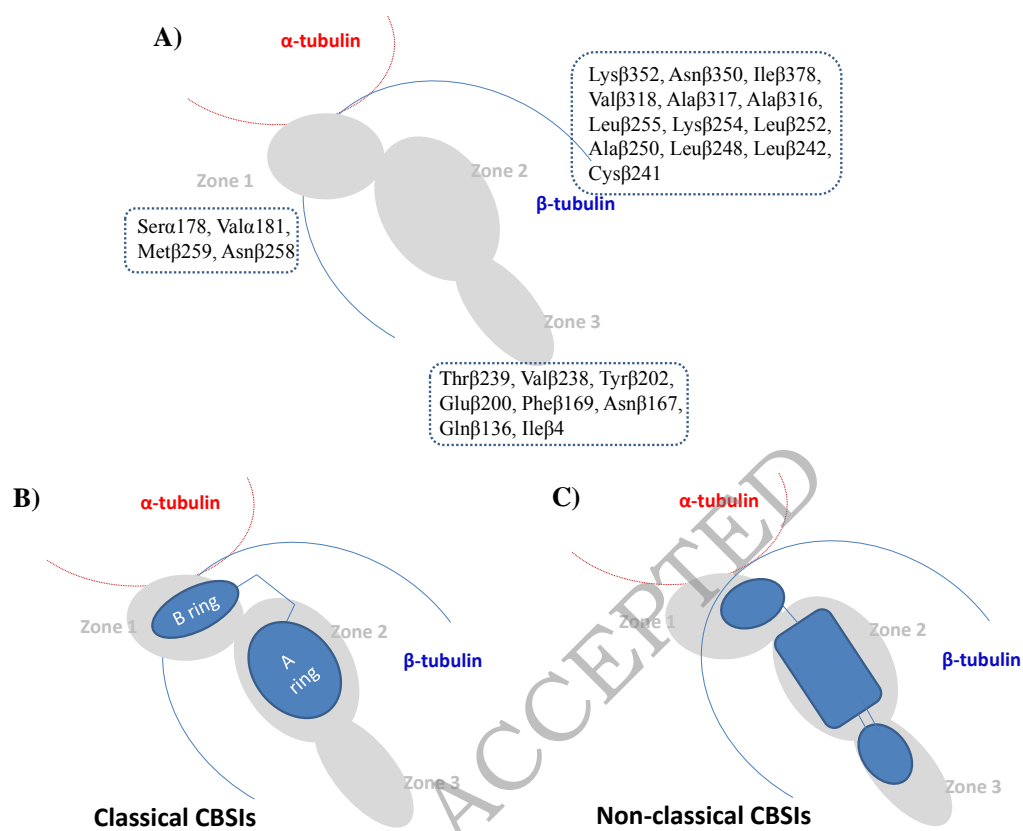 A)
α-tubulin
Lysβ352, Asnβ350, Ileβ378,
Valβ318, Alaβ317, Alaβ316,
Leuβ255, Lysβ254, Leuβ252,
Alaβ250, Leuβ248, Leuβ242,
Cysβ241
Zone 1
Zone 2
β-tubulin
Serα178, Valα181,
Metβ259, Asnβ258
Zone 3
Thrβ239, Valβ238, Tyrβ202,
Gluβ200, Pheβ169, Asnβ167,
Glnβ136, Ileβ4
B)
α-tubulin
B ring
Zone 1
Zone 2
A
ring
β-tubulin
Zone 3
Classical CBSIs
C)
α-tubulin
Zone 1
Zone 2
β-tubulin
Zone 3
Non-classical CBSIs
ACCEPTED